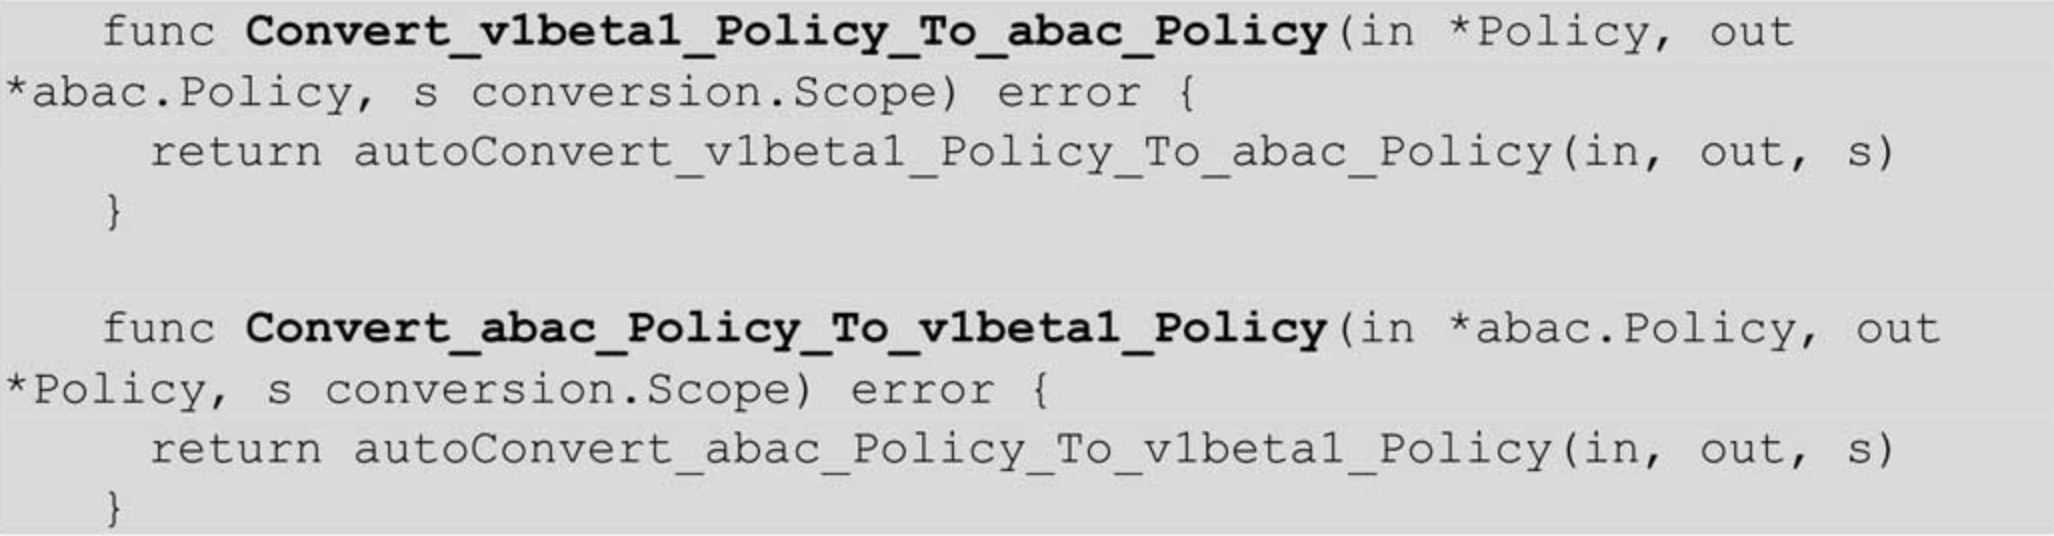 func Convert_v1beta1_Policy_To_abac_Policy(in *Policy, out
*abac.Policy, s conversion.Scope) error {
return autoConvert_v1beta1_Policy_To_abac_Policy(in, out, s)
}
func Convert_abac_Policy_To_v1beta1_Policy(in *abac.Policy, out
*Policy, s conversion.Scope) error {
return autoConvert_abac_Policy_To_v1beta1_Policy(in, out, s)
}